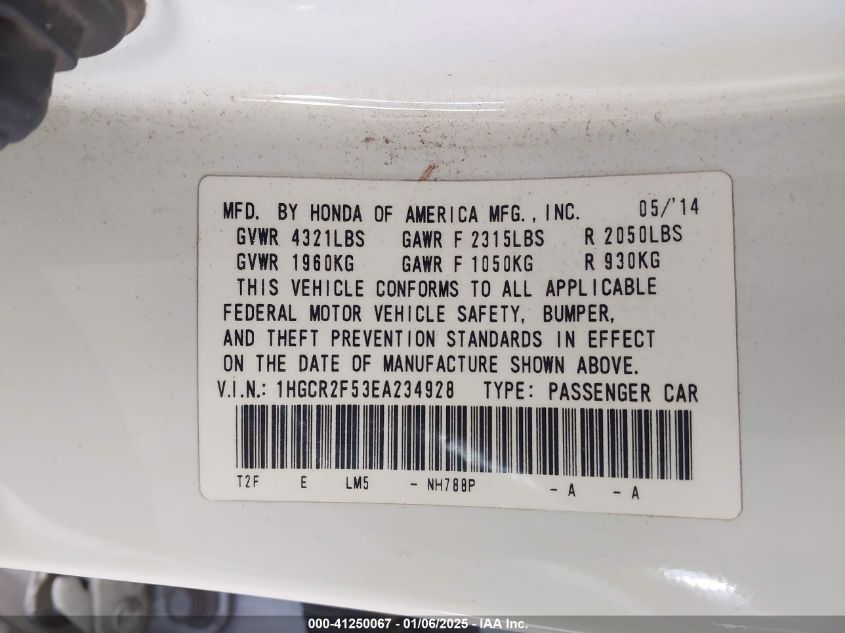 MFD. BY HONDA OF AMERICA MFG., INC. 05/'14
GVWR 4321LBS GAWR F 2315LBS R 2050LBS
GVWR 1960KG GAWR F 1050KG R 930KG
THIS VEHICLE CONFORMS TO ALL APPLICABLE
FEDERAL MOTOR VEHICLE SAFETY, BUMPER,
AND THEFT PREVENTION STANDARDS IN EFFECT
ON THE DATE OF MANUFACTURE SHOWN ABOVE.
V.I.N.: 1HGCR2F53EA234928 TYPE: PASSENGER CAR
T2F E LM5 - NH788P - A - A
000-41250067 - 01/06/2025 - IAA Inc.